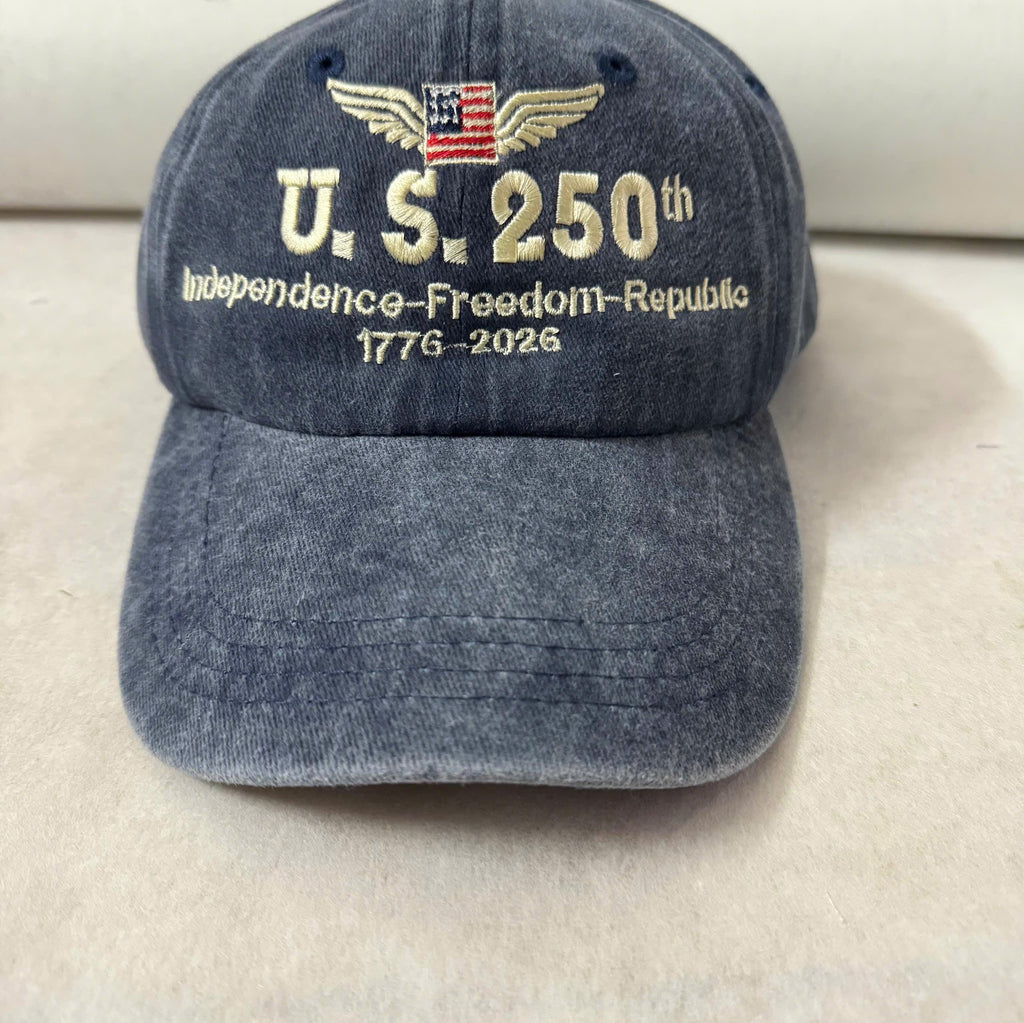 U. S. 250th
Independence-Freedom-Republic
1776-2026